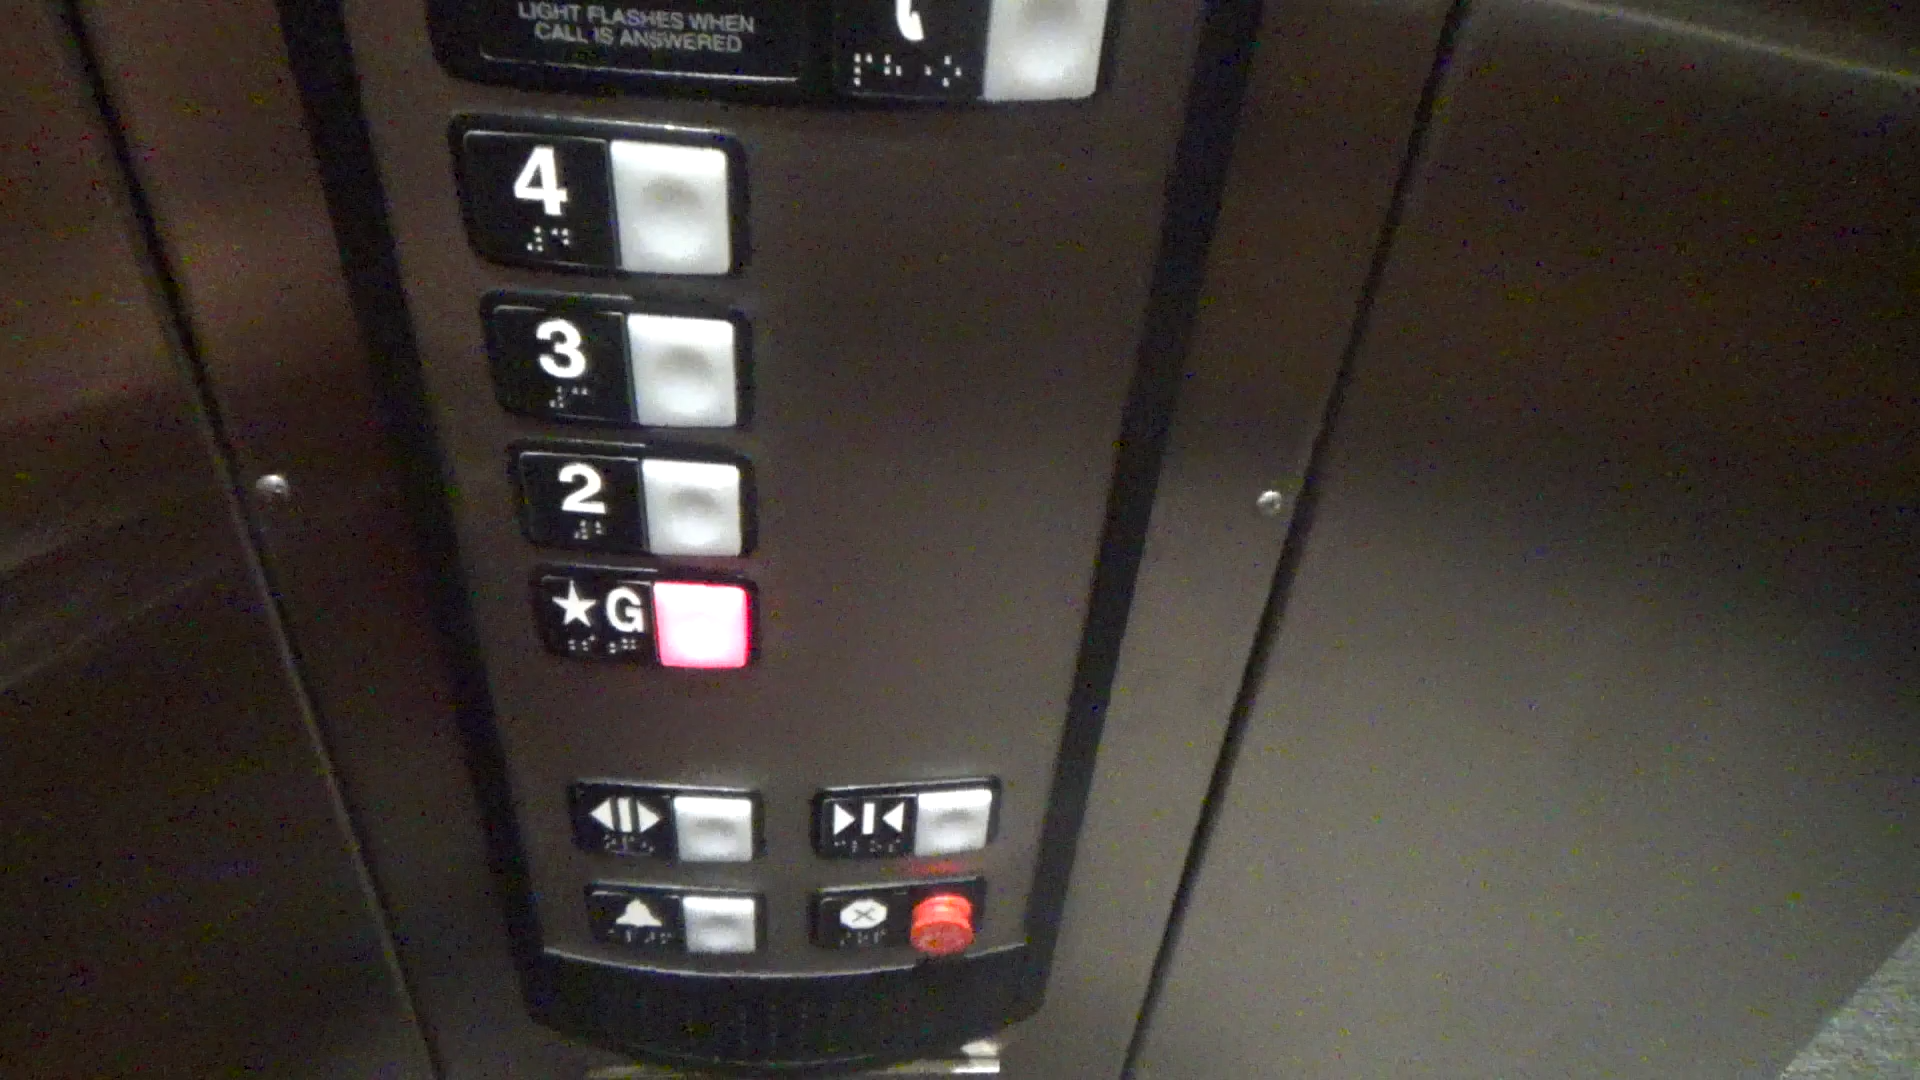 LIGHT FLASHES WHEN
CALL IS ANSWERED
4
3
2
★G